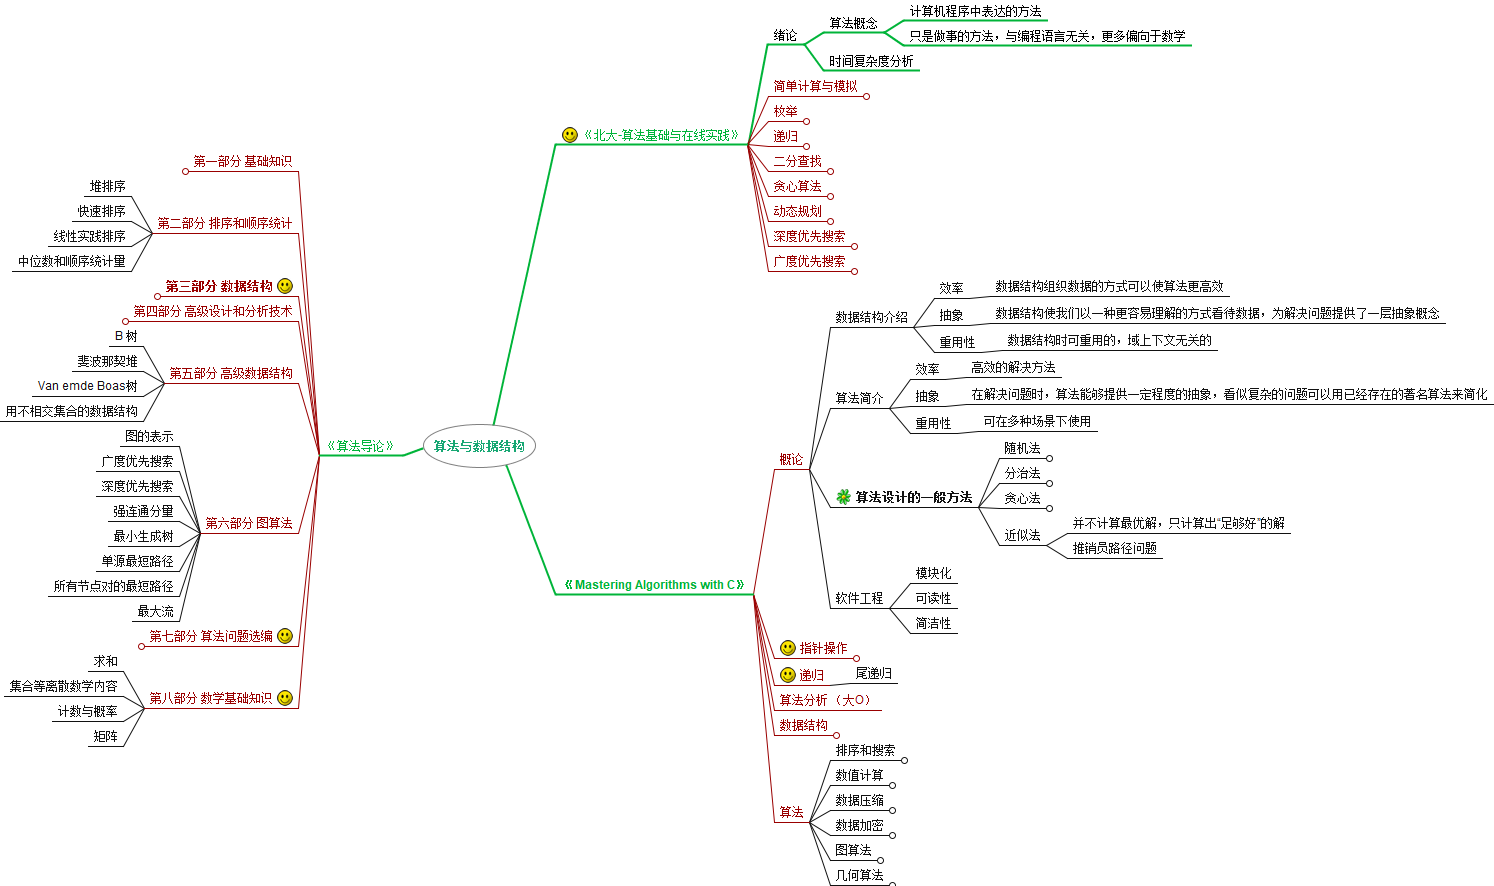 算法与数据结构
《北大-算法基础与在线实践》
绪论
算法概念
计算机程序中表达的方法
只是做事的方法，与编程语言无关，更多偏向于数学
时间复杂度分析
简单计算与模拟
枚举
递归
二分查找
贪心算法
动态规划
深度优先搜索
广度优先搜索
《 Mastering Algorithms with C》
概论
数据结构介绍
效率
数据结构组织数据的方式可以使算法更高效
抽象
数据结构使我们以一种更容易理解的方式看待数据，为解决问题提供了一层抽象概念
重用性
数据结构时可重用的，域上下文无关的
算法简介
效率
高效的解决方法
抽象
在解决问题时，算法能够提供一定程度的抽象，看似复杂的问题可以用已经存在的著名算法来简化
重用性
可在多种场景下使用
算法设计的一般方法
随机法
分治法
贪心法
近似法
并不计算最优解，只计算出“足够好”的解
推销员路径问题
软件工程
模块化
可读性
简洁性
指针操作
递归
尾递归
算法分析（大O）
数据结构
算法
排序和搜索
数值计算
数据压缩
数据加密
图算法
几何算法
《算法导论》
第一部分 基础知识
第二部分 排序和顺序统计
堆排序
快速排序
线性实践排序
中位数和顺序统计量
第三部分 数据结构
第四部分 高级设计和分析技术
第五部分 高级数据结构
B 树
斐波那契堆
Van emde Boas树
用不相交集合的数据结构
第六部分 图算法
图的表示
广度优先搜索
深度优先搜索
强连通分量
最小生成树
单源最短路径
所有节点对的最短路径
最大流
第七部分 算法问题选编
第八部分 数学基础知识
求和
集合等离散数学内容
计数与概率
矩阵